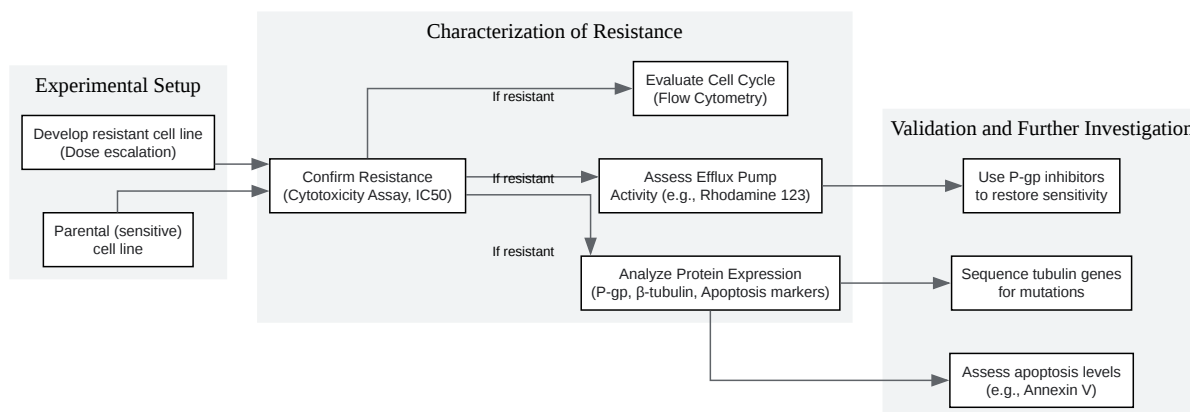 Experimental Setup
Develop resistant cell line
(Dose escalation)
Parental (sensitive)
cell line
Characterization of Resistance
Confirm Resistance
(Cytotoxicity Assay, IC50)
If resistant
Evaluate Cell Cycle
(Flow Cytometry)
If resistant
Assess Efflux Pump
Activity (e.g., Rhodamine 123)
If resistant
Analyze Protein Expression
(P-gp, β-tubulin, Apoptosis markers)
Validation and Further Investigation
Use P-gp inhibitors
to restore sensitivity
Sequence tubulin genes
for mutations
Assess apoptosis levels
(e.g., Annexin V)